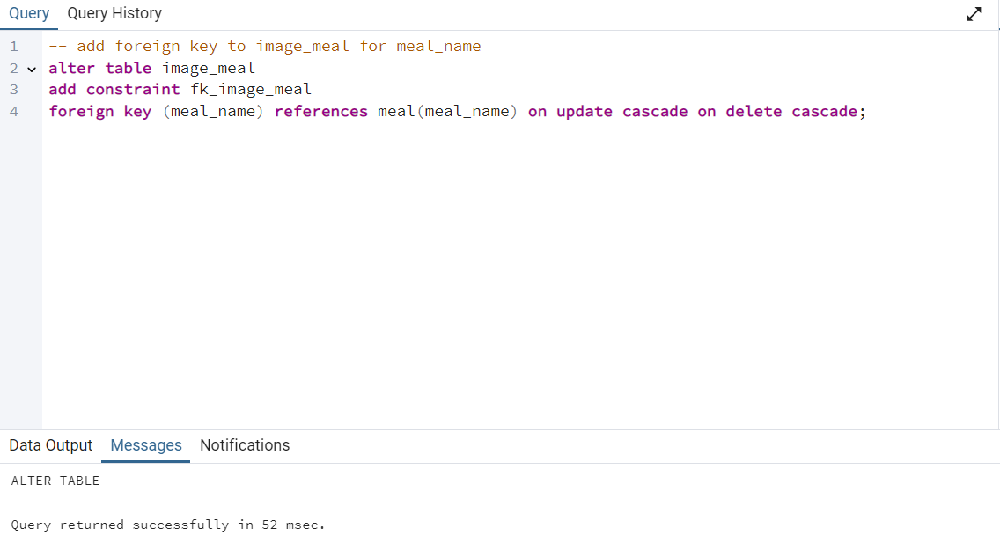 Query Query History
1 -- add foreign key to image_meal for meal_name
2 alter table image_meal
3 add constraint fk_image_meal
4 foreign key (meal_name) references meal(meal_name) on update cascade on delete cascade;
Data Output Messages Notifications
ALTER TABLE
Query returned successfully in 52 msec.